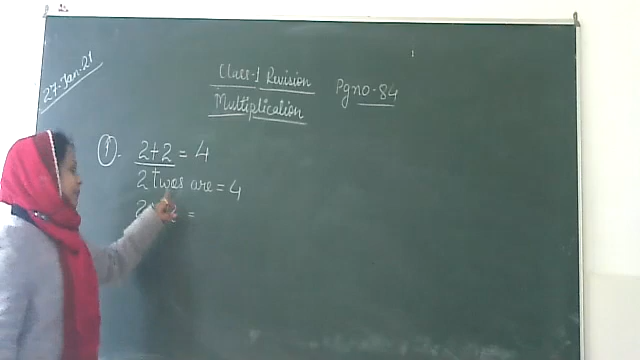 27-Jan-21
Class-1 Revision
Pg no-84
Multiplication
1. 2+2 = 4
2 twos are = 4
2 =